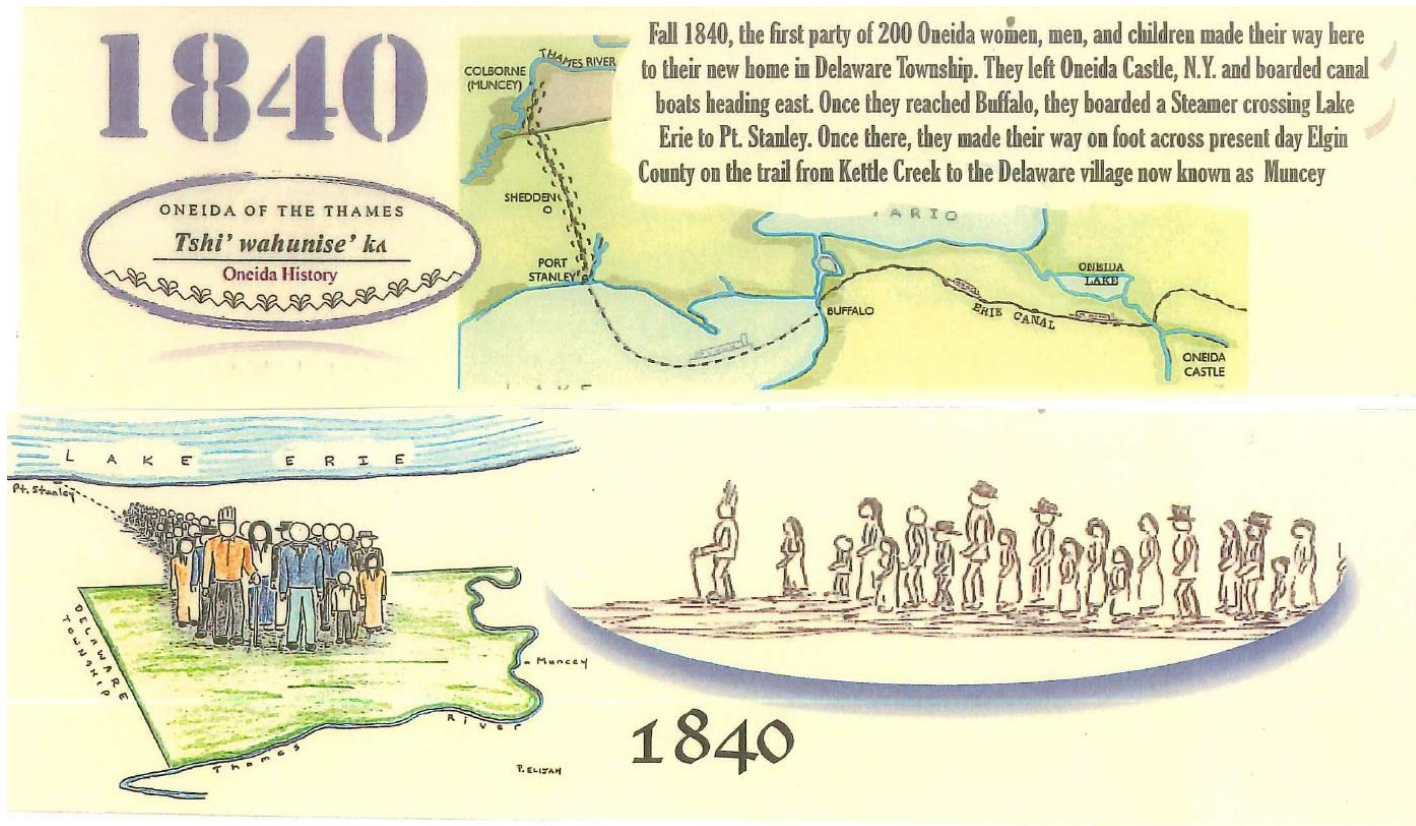 1840
ONEIDA OF THE THAMES
Tshi' wahunise' kʌ
Oneida History
Fall 1840, the first party of 200 Oneida women, men, and children made their way here
to their new home in Delaware Township. They left Oneida Castle, N.Y. and boarded canal
boats heading east. Once they reached Buffalo, they boarded a Steamer crossing Lake
Erie to Pt. Stanley. Once there, they made their way on foot across present day Elgin
County on the trail from Kettle Creek to the Delaware village now known as Muncey
THAMES RIVER
COLBORNE
(MUNCEY)
SHEDDEN
PORT
STANLEY
ARIO
BUFFALO
ERIE CANAL
ONEIDA
LAKE
ONEIDA
CASTLE
LAKE
LAKE ERIE
Pt. Stanley
DELAWARE
TOWNSHIP
Muncey
Thames River
P. ELIJAH
1840